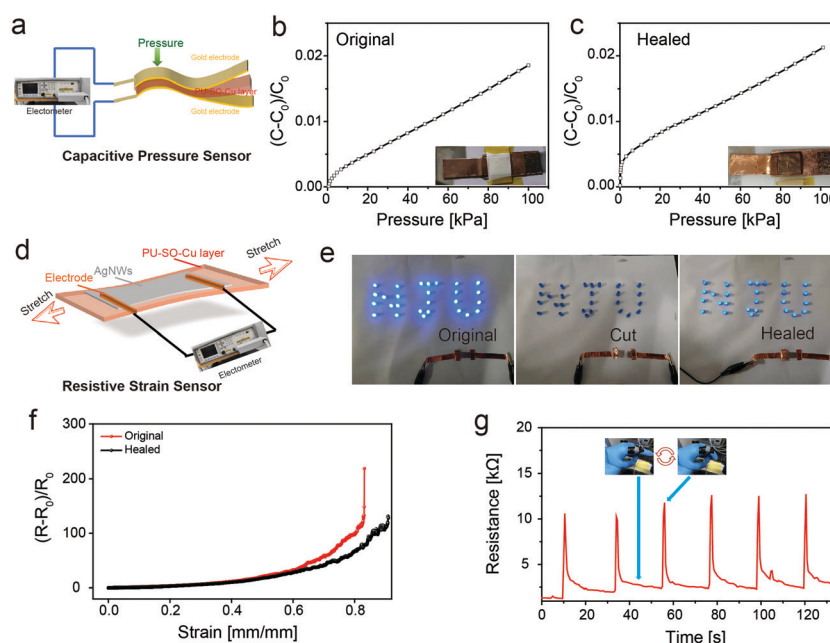 a
Pressure
Gold electrode
PU-SO-Cu layer
Gold electrode
Electometer
Capacitive Pressure Sensor
b
Original
(C-C0)/C0
0.02
0.01
0.00
0 20 40 60 80 100
Pressure [kPa]
c
Healed
(C-C0)/C0
0.02
0.01
0.00
0 20 40 60 80 100
Pressure [kPa]
d
PU-SO-Cu layer
Stretch
AgNWs
Electrode
Stretch
Electometer
Resistive Strain Sensor
e
NJU
Original
NJU
Cut
NJU
Healed
f
Original
Healed
(R-R0)/R0
300
200
100
0
0.0 0.2 0.4 0.6 0.8
Strain [mm/mm]
g
Resistance [kΩ]
20
15
10
5
0 20 40 60 80 100 120
Time [s]